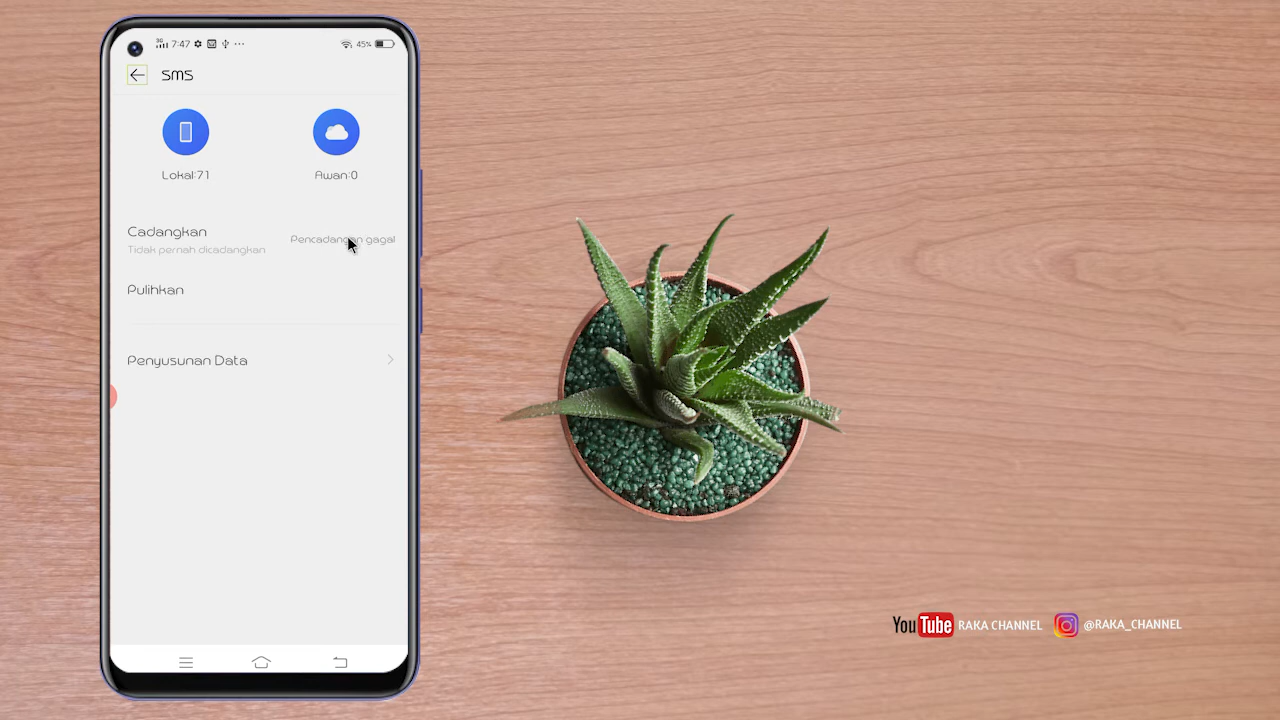 3G 7:47 45%
SMS
Lokal:71 Awan:0
Cadangkan
Pencadangan gagal
Tidak pernah dicadangkan
Pulihkan
Penyusunan Data
YouTube RAKA CHANNEL @RAKA_CHANNEL